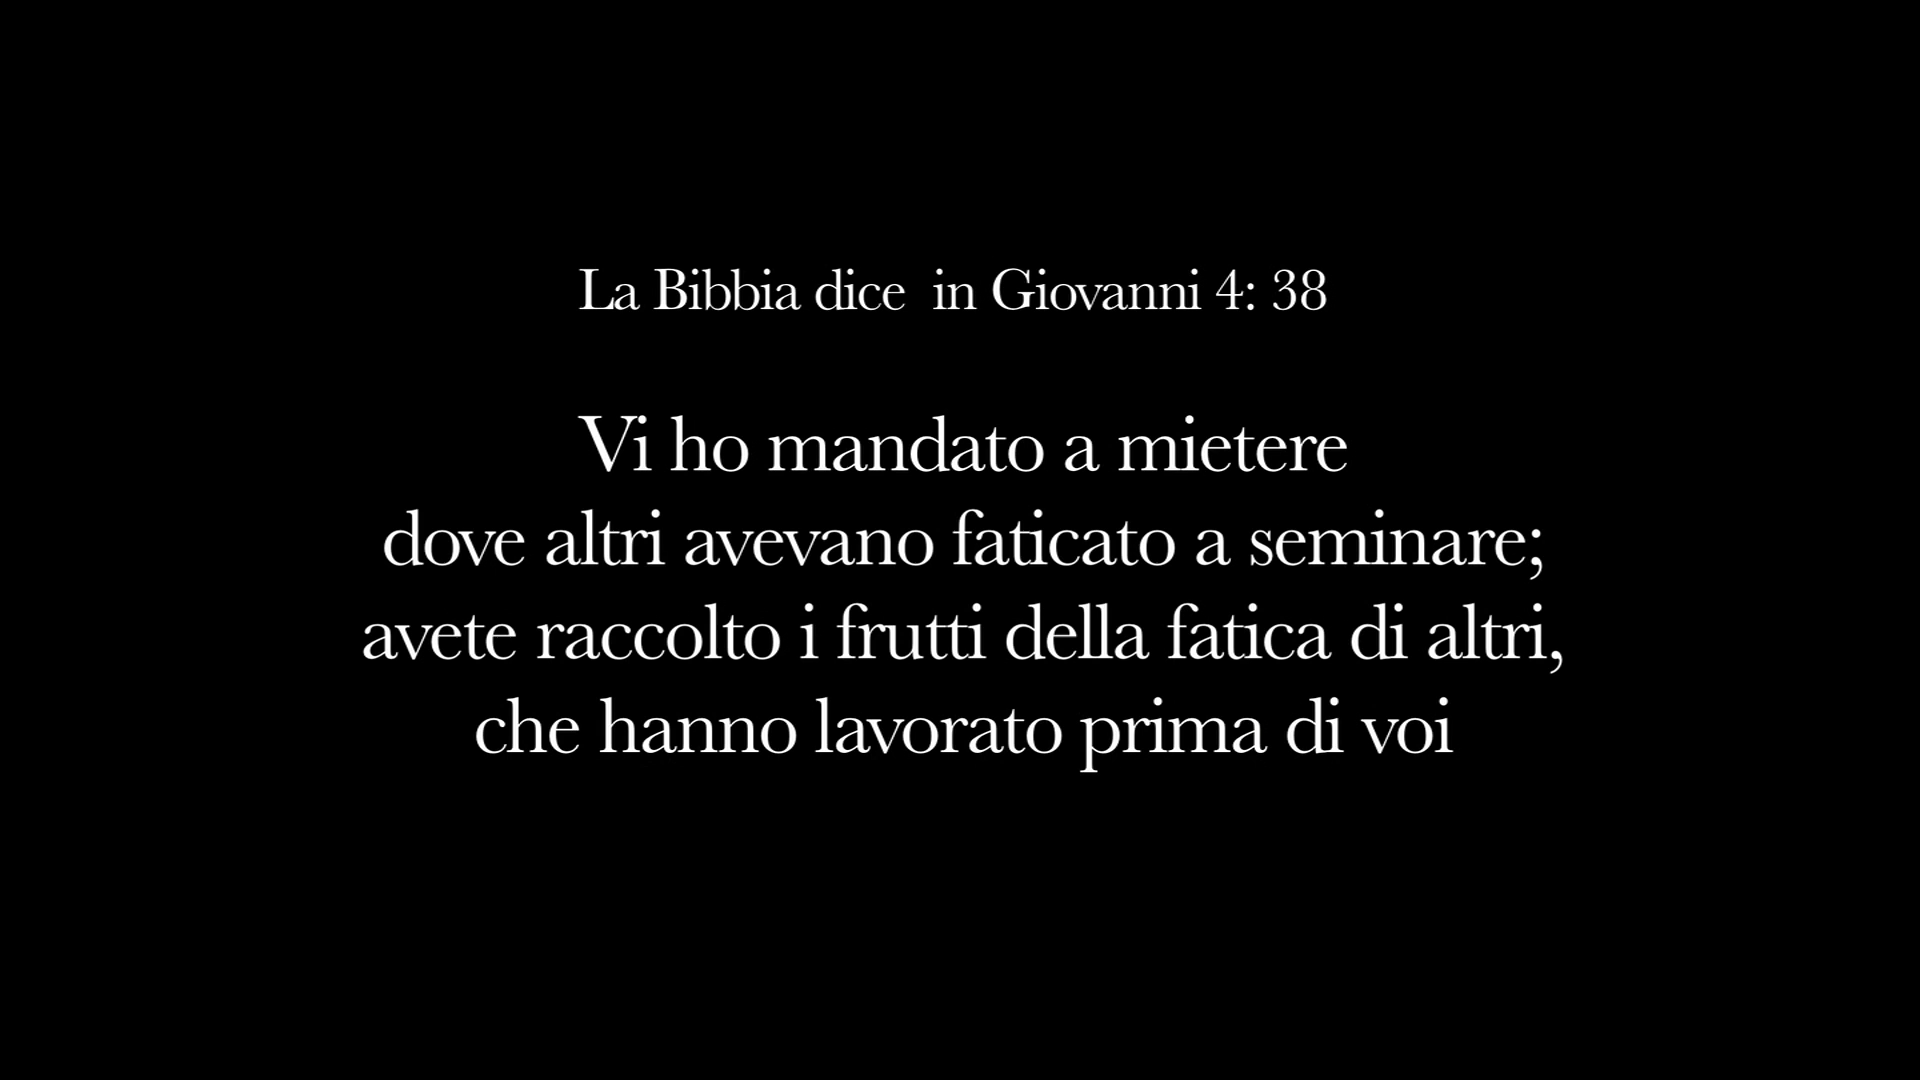 La Bibbia dice  in Giovanni 4: 38
Vi ho mandato a mietere
dove altri avevano faticato a seminare;
avete raccolto i frutti della fatica di altri,
che hanno lavorato prima di voi